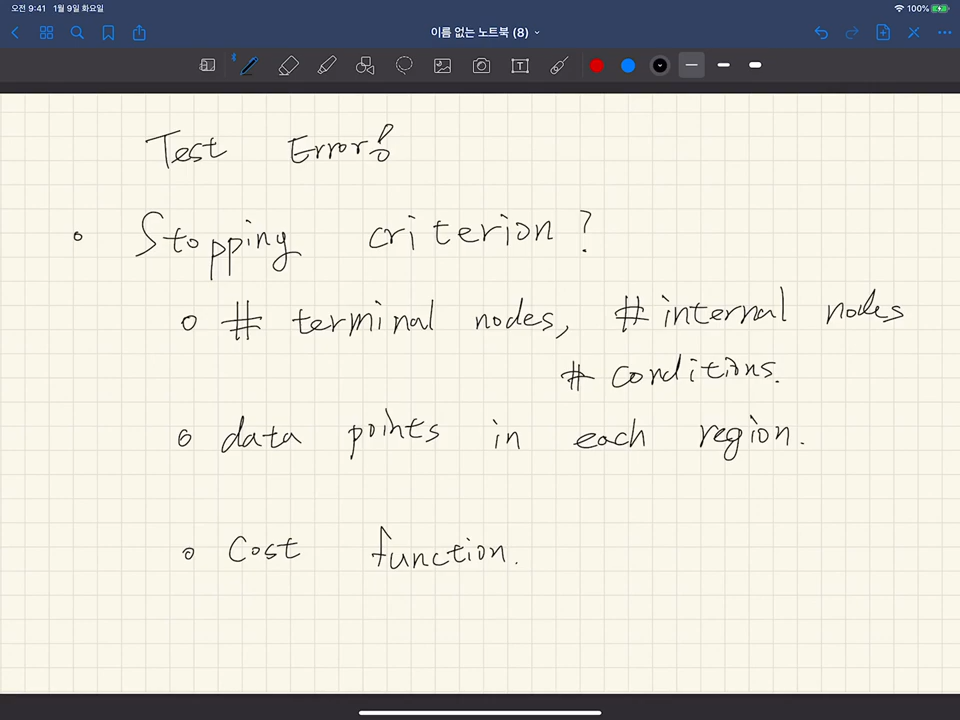 오전 9:41 1월 9일 화요일
100%
이름 없는 노트북 (8)
Test Error!
Stopping criterion?
# terminal nodes, # internal nodes
# conditions.
data points in each region.
Cost function.